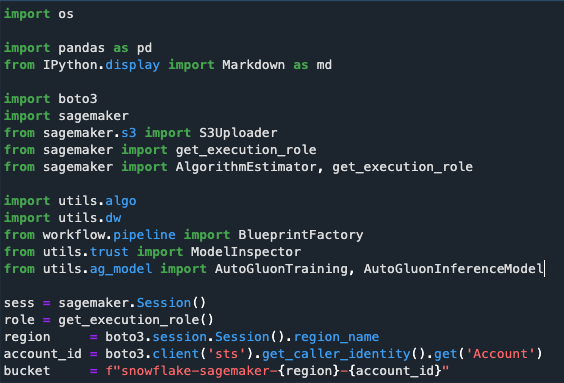 import os
import pandas as pd
from IPython.display import Markdown as md
import boto3
import sagemaker
from sagemaker.s3 import S3Uploader
from sagemaker import get_execution_role
from sagemaker import AlgorithmEstimator, get_execution_role
import utils.algo
import utils.dw
from workflow.pipeline import BlueprintFactory
from utils.trust import ModelInspector
from utils.ag_model import AutoGluonTraining, AutoGluonInferenceModel
sess = sagemaker.Session()
role = get_execution_role()
region     = boto3.session.Session().region_name
account_id = boto3.client('sts').get_caller_identity().get('Account')
bucket     = f"snowflake-sagemaker-{region}-{account_id}"